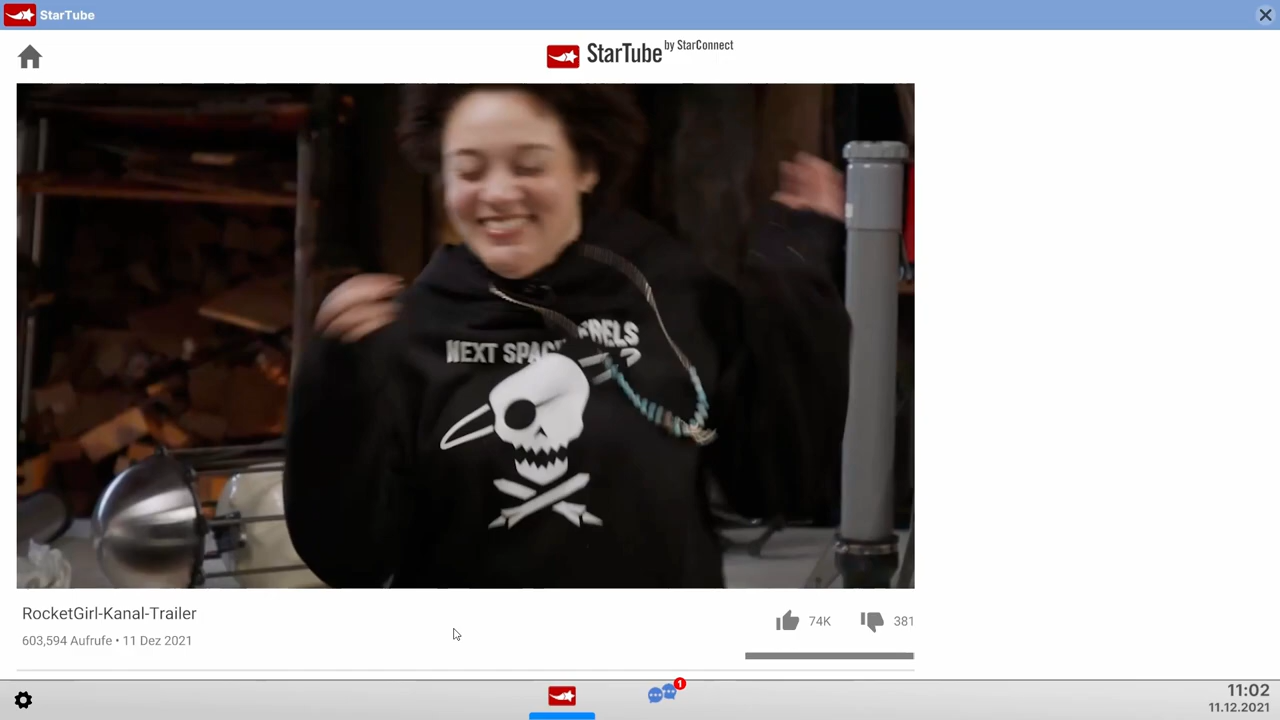 StarTube
StarTube by StarConnect
NEXT SPAC
RocketGirl-Kanal-Trailer
603,594 Aufrufe • 11 Dez 2021
74K
381
1
11:02
11.12.2021